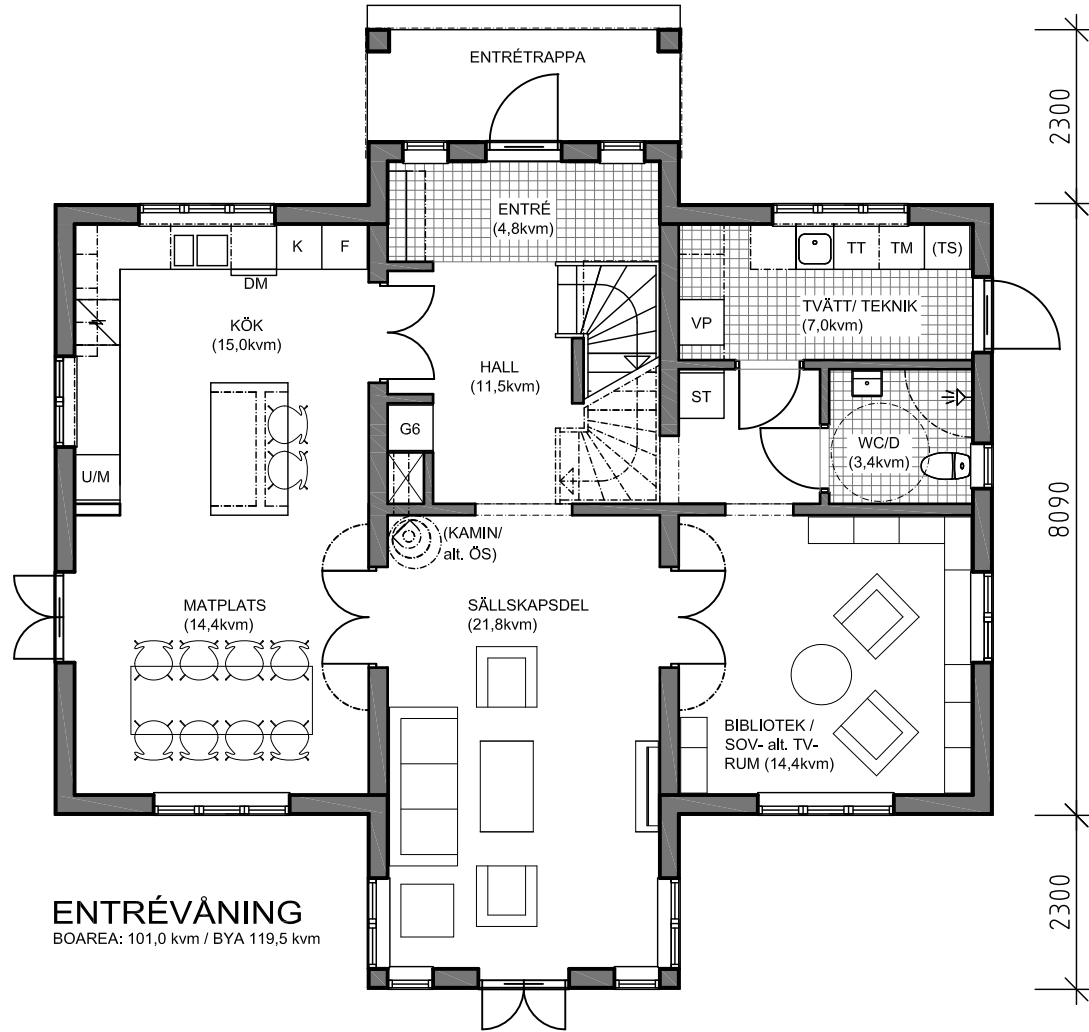 ENTRÉTRAPPA
2300
ENTRÉ
(4,8kvm)
K
F
DM
KÖK
(15,0kvm)
TT
TM
(TS)
TVÄTT/ TEKNIK
(7,0kvm)
VP
HALL
(11,5kvm)
ST
G6
WC/D
(3,4kvm)
U/M
8090
(KAMIN/
alt. ÖS)
MATPLATS
(14,4kvm)
SÄLLSKAPSDEL
(21,8kvm)
BIBLIOTEK /
SOV- alt. TV-
RUM (14,4kvm)
2300
ENTRÉVÅNING
BOAREA: 101,0 kvm / BYA 119,5 kvm